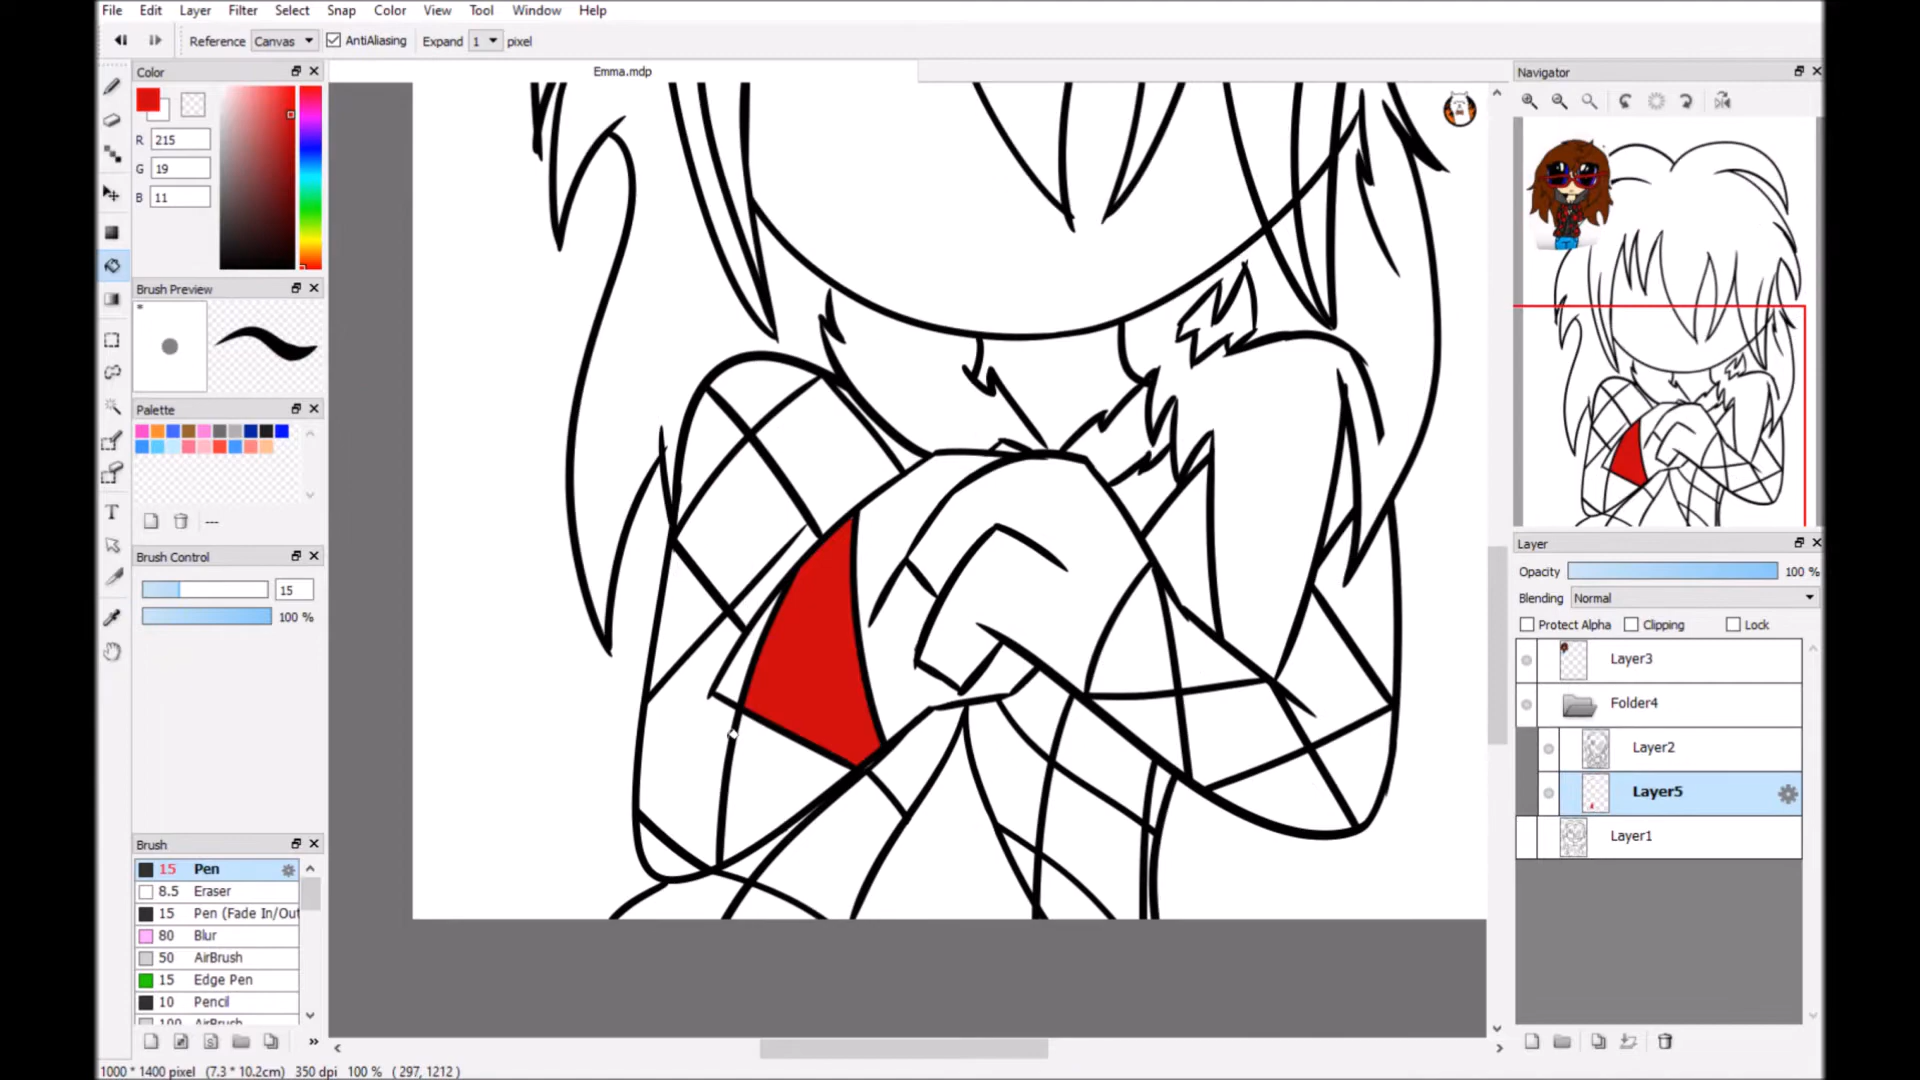 File Edit Layer Filter Select Snap Color View Tool Window Help
Reference Canvas AntiAliasing Expand 1 pixel
Color
Emma.mdp
Navigator
R 215
G 19
B 11
Brush Preview
*
Palette
---
Brush Control
15
100 %
Layer
Opacity 100 %
Blending Normal
Protect Alpha Clipping Lock
Layer3
Folder4
Layer2
Layer5
Layer1
Brush
15 Pen
8.5 Eraser
15 Pen (Fade In/Out
80 Blur
50 AirBrush
15 Edge Pen
10 Pencil
100 AirBrush
1000 * 1400 pixel (7.3 * 10.2cm) 350 dpi 100 % ( 297, 1212 )